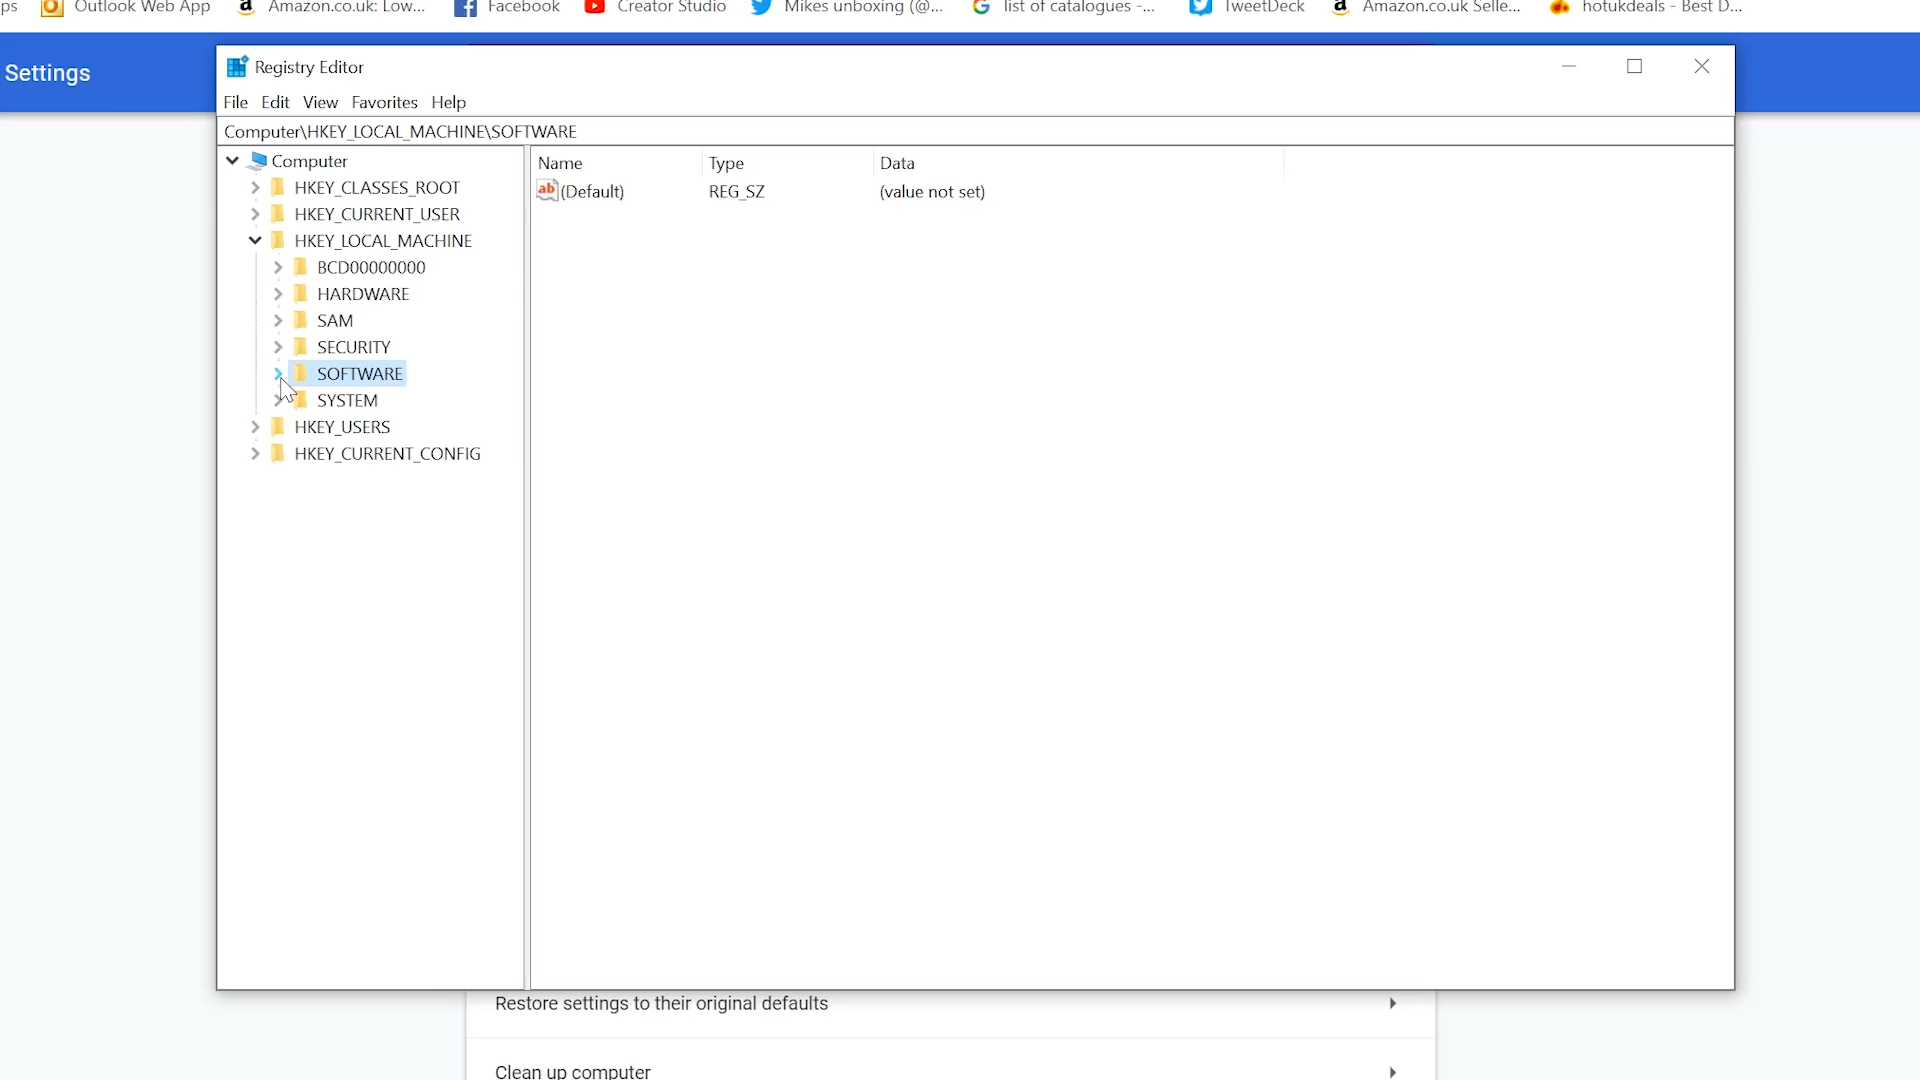 ps Outlook Web App Amazon.co.uk: Low... Facebook Creator Studio Mikes unboxing (@... list of catalogues -... TweetDeck Amazon.co.uk Selle... hotukdeals - Best D...
Settings
Registry Editor
File Edit View Favorites Help
Computer\HKEY_LOCAL_MACHINE\SOFTWARE
Computer
HKEY_CLASSES_ROOT
HKEY_CURRENT_USER
HKEY_LOCAL_MACHINE
BCD00000000
HARDWARE
SAM
SECURITY
SOFTWARE
SYSTEM
HKEY_USERS
HKEY_CURRENT_CONFIG
Name Type Data
ab (Default) REG_SZ (value not set)
Restore settings to their original defaults
Clean up computer